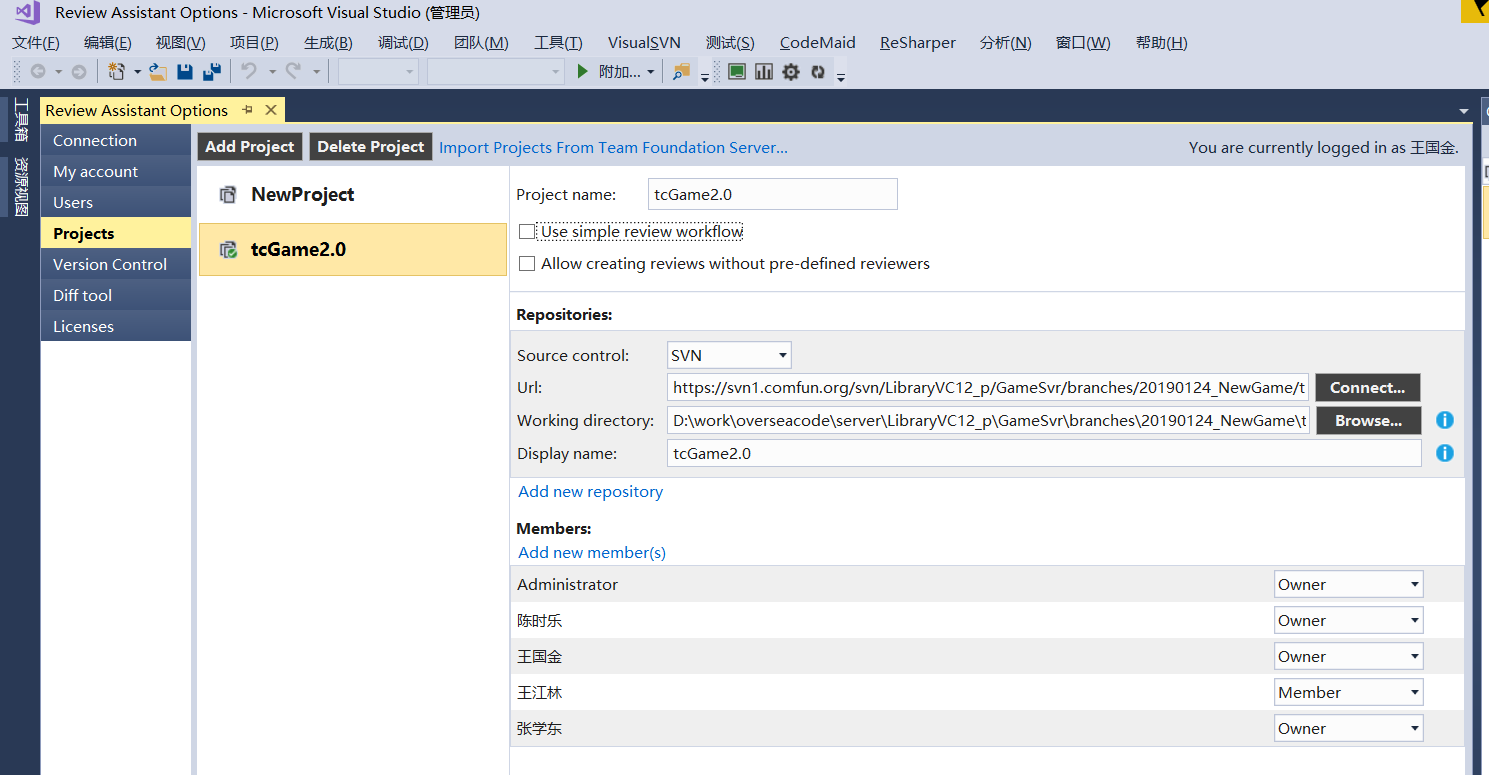 Review Assistant Options - Microsoft Visual Studio (管理员)
文件(F) 编辑(E) 视图(V) 项目(P) 生成(B) 调试(D) 团队(M) 工具(T) VisualSVN 测试(S) CodeMaid ReSharper 分析(N) 窗口(W) 帮助(H)
附加...
工具箱
资源视图
Review Assistant Options
Connection
My account
Users
Projects
Version Control
Diff tool
Licenses
Add Project Delete Project Import Projects From Team Foundation Server... You are currently logged in as 王国金.
NewProject
tcGame2.0
Project name: tcGame2.0
Use simple review workflow
Allow creating reviews without pre-defined reviewers
Repositories:
Source control: SVN
Url: https://svn1.comfun.org/svn/LibraryVC12_p/GameSvr/branches/20190124_NewGame/t Connect...
Working directory: D:\work\overseacode\server\LibraryVC12_p\GameSvr\branches\20190124_NewGame\t Browse...
Display name: tcGame2.0
Add new repository
Members:
Add new member(s)
Administrator Owner
陈时乐 Owner
王国金 Owner
王江林 Member
张学东 Owner